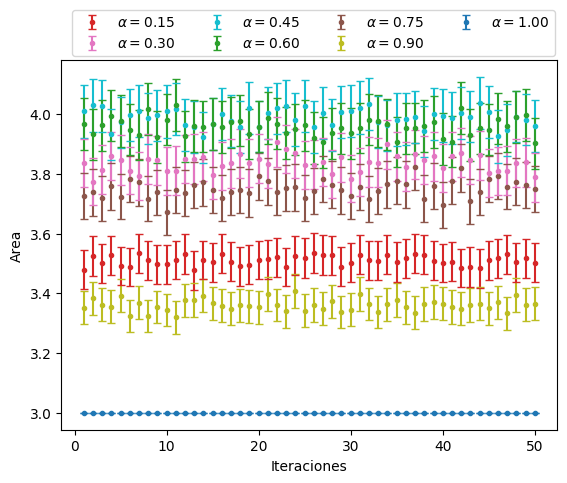 α = 0.15 α = 0.45 α = 0.75 α = 1.00
α = 0.30 α = 0.60 α = 0.90
4.0
3.8
3.6
3.4
3.2
3.0
Area
0 10 20 30 40 50
Iteraciones